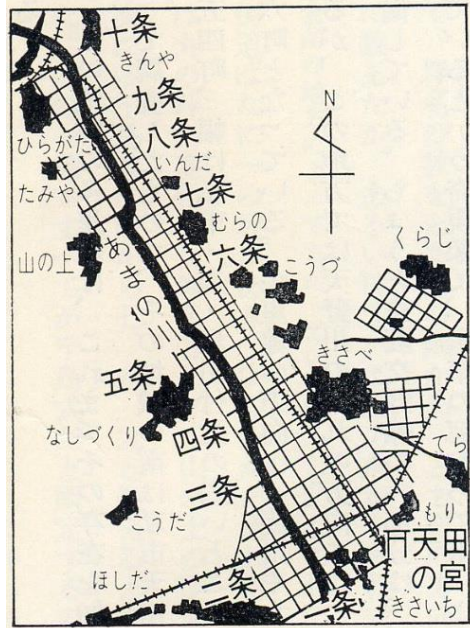 十条
きんや
九条
八条
ひらがた
いんだ
たみや
七条
むらの
六条
N
山の上
あまの川
こうづ
くらじ
五条
きさべ
なしづくり
四条
てら
三条
こうだ
もり
天田の宮
ほしだ
二条
一条
きさいち